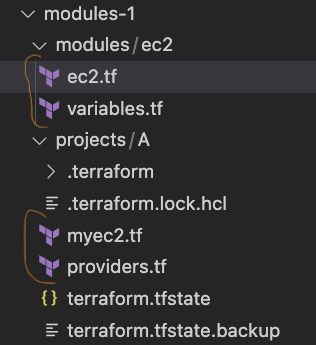 modules-1
modules/ec2
ec2.tf
variables.tf
projects/A
.terraform
.terraform.lock.hcl
myec2.tf
providers.tf
{} terraform.tfstate
terraform.tfstate.backup